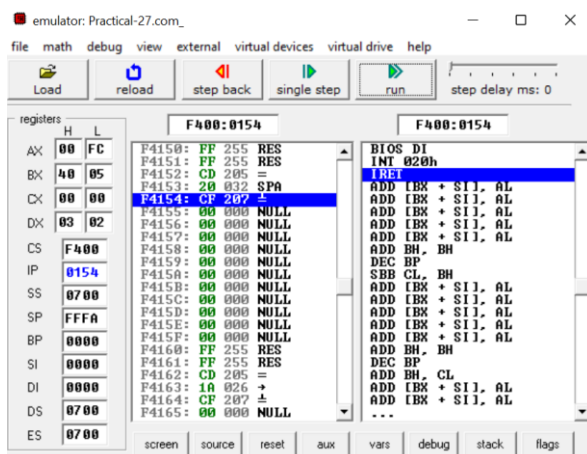 emulator: Practical-27.com_
file math debug view external virtual devices virtual drive help
Load reload step back single step run step delay ms: 0
registers F400:0154 F400:0154
H L
AX 00 FC
BX 40 05
CX 00 00
DX 03 02
CS F400
IP 0154
SS 0700
SP FFFA
BP 0000
SI 0000
DI 0000
DS 0700
ES 0700
F4150: FF 255 RES
F4151: FF 255 RES
F4152: CD 205 =
F4153: 20 032 SPA
F4154: CF 207 ╧
F4155: 00 000 NULL
F4156: 00 000 NULL
F4157: 00 000 NULL
F4158: 00 000 NULL
F4159: 00 000 NULL
F415A: 00 000 NULL
F415B: 00 000 NULL
F415C: 00 000 NULL
F415D: 00 000 NULL
F415E: 00 000 NULL
F415F: 00 000 NULL
F4160: FF 255 RES
F4161: FF 255 RES
F4162: CD 205 =
F4163: 1A 026 →
F4164: CF 207 ╧
F4165: 00 000 NULL
BIOS DI
INT 020h
IRET
ADD [BX + SI], AL
ADD [BX + SI], AL
ADD [BX + SI], AL
ADD [BX + SI], AL
ADD [BX + SI], AL
ADD BH, BH
DEC BP
SBB CL, BH
ADD [BX + SI], AL
ADD [BX + SI], AL
ADD [BX + SI], AL
ADD [BX + SI], AL
ADD [BX + SI], AL
ADD BH, BH
DEC BP
ADD BH, CL
ADD [BX + SI], AL
ADD [BX + SI], AL
...
screen source reset aux vars debug stack flags